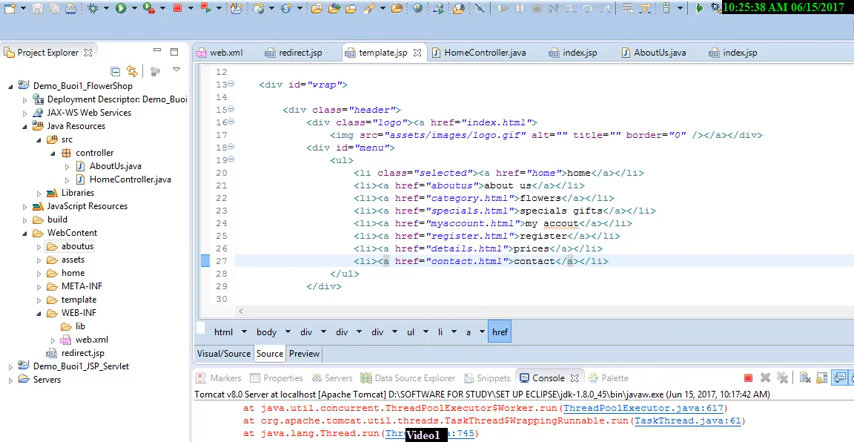 10:25:38 AM 06/15/2017
Project Explorer
web.xml
redirect.jsp
template.jsp
HomeController.java
index.jsp
AboutUs.java
index.jsp
Demo_Buoi1_FlowerShop
Deployment Descriptor: Demo_Buoi
JAX-WS Web Services
Java Resources
src
controller
AboutUs.java
HomeController.java
Libraries
JavaScript Resources
build
WebContent
aboutus
assets
home
META-INF
template
WEB-INF
lib
web.xml
redirect.jsp
Demo_Buoi1_JSP_Servlet
Servers
12
13 <div id="wrap">
14
15 <div class="header">
16 <div class="logo"><a href="index.html">
17 <img src="assets/images/logo.gif" alt="" title="" border="0" /></a></div>
18 <div id="menu">
19 <ul>
20 <li class="selected"><a href="home">home</a></li>
21 <li><a href="aboutus">about us</a></li>
22 <li><a href="category.html">flowers</a></li>
23 <li><a href="specials.html">specials gifts</a></li>
24 <li><a href="myaccount.html">my accout</a></li>
25 <li><a href="register.html">register</a></li>
26 <li><a href="details.html">prices</a></li>
27 <li><a href="contact.html">contact</a></li>
28 </ul>
29 </div>
30
html body div div div ul li a href
Visual/Source Source Preview
Markers Properties Servers Data Source Explorer Snippets Console Palette
Tomcat v8.0 Server at localhost [Apache Tomcat] D:\SOFTWARE FOR STUDY\SET UP ECLIPSE\jdk-1.8.0_45\bin\javaw.exe (Jun 15, 2017, 10:17:42 AM)
at java.util.concurrent.ThreadPoolExecutor$Worker.run(ThreadPoolExecutor.java:617)
at org.apache.tomcat.util.threads.TaskThread$WrappingRunnable.run(TaskThread.java:61)
at java.lang.Thread.run(Thr a:745)
Video1